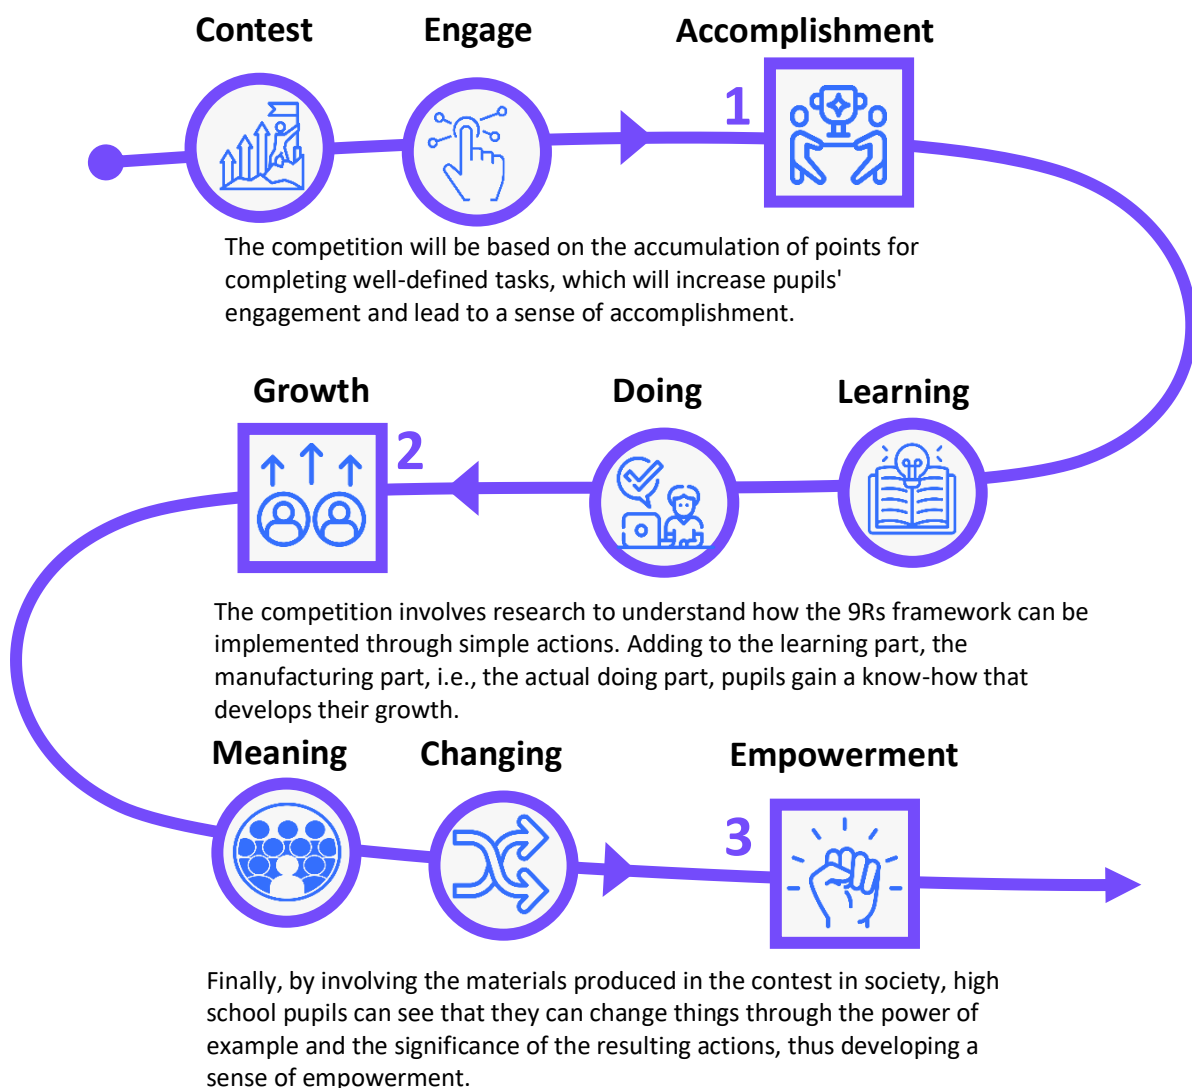 Contest Engage Accomplishment
1
The competition will be based on the accumulation of points for
completing well-defined tasks, which will increase pupils'
engagement and lead to a sense of accomplishment.
Growth Doing Learning
2
The competition involves research to understand how the 9Rs framework can be
implemented through simple actions. Adding to the learning part, the
manufacturing part, i.e., the actual doing part, pupils gain a know-how that
develops their growth.
Meaning Changing Empowerment
3
Finally, by involving the materials produced in the contest in society, high
school pupils can see that they can change things through the power of
example and the significance of the resulting actions, thus developing a
sense of empowerment.